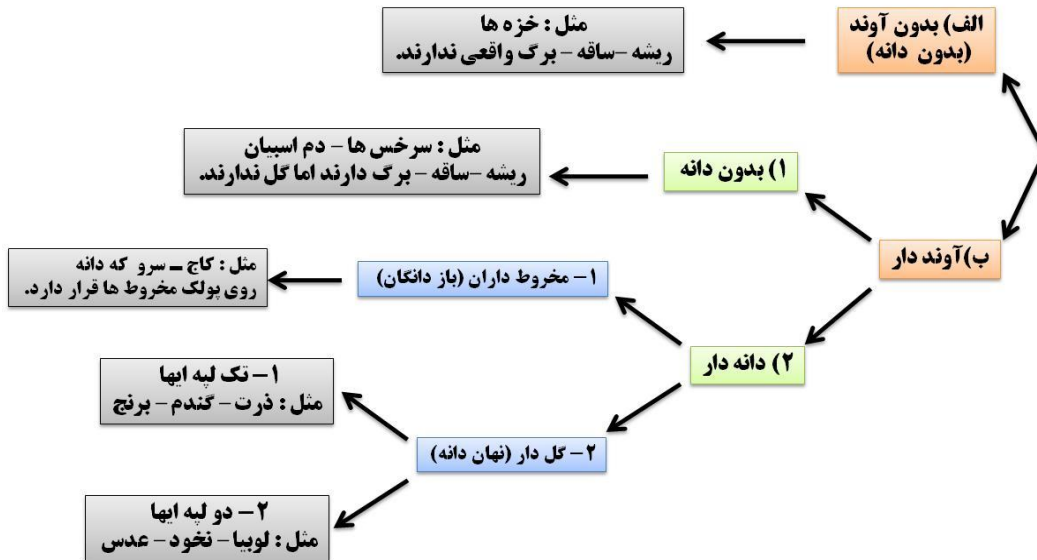 الف) بدون آوند
(بدون دانه)
مثل : خزه ها
ریشه -ساقه - برگ واقعی ندارند.
ب)آوند دار
۱) بدون دانه
مثل : سرخس ها - دم اسبیان
ریشه -ساقه - برگ دارند اما گل ندارند.
۲) دانه دار
۱- مخروط داران (باز دانگان)
مثل : کاج ــ سرو که دانه
روی پولک مخروط ها قرار دارد.
۲- گل دار (نهان دانه)
۱- تک لپه ایها
مثل : ذرت - گندم - برنج
۲- دو لپه ایها
مثل : لوبیا - نخود - عدس